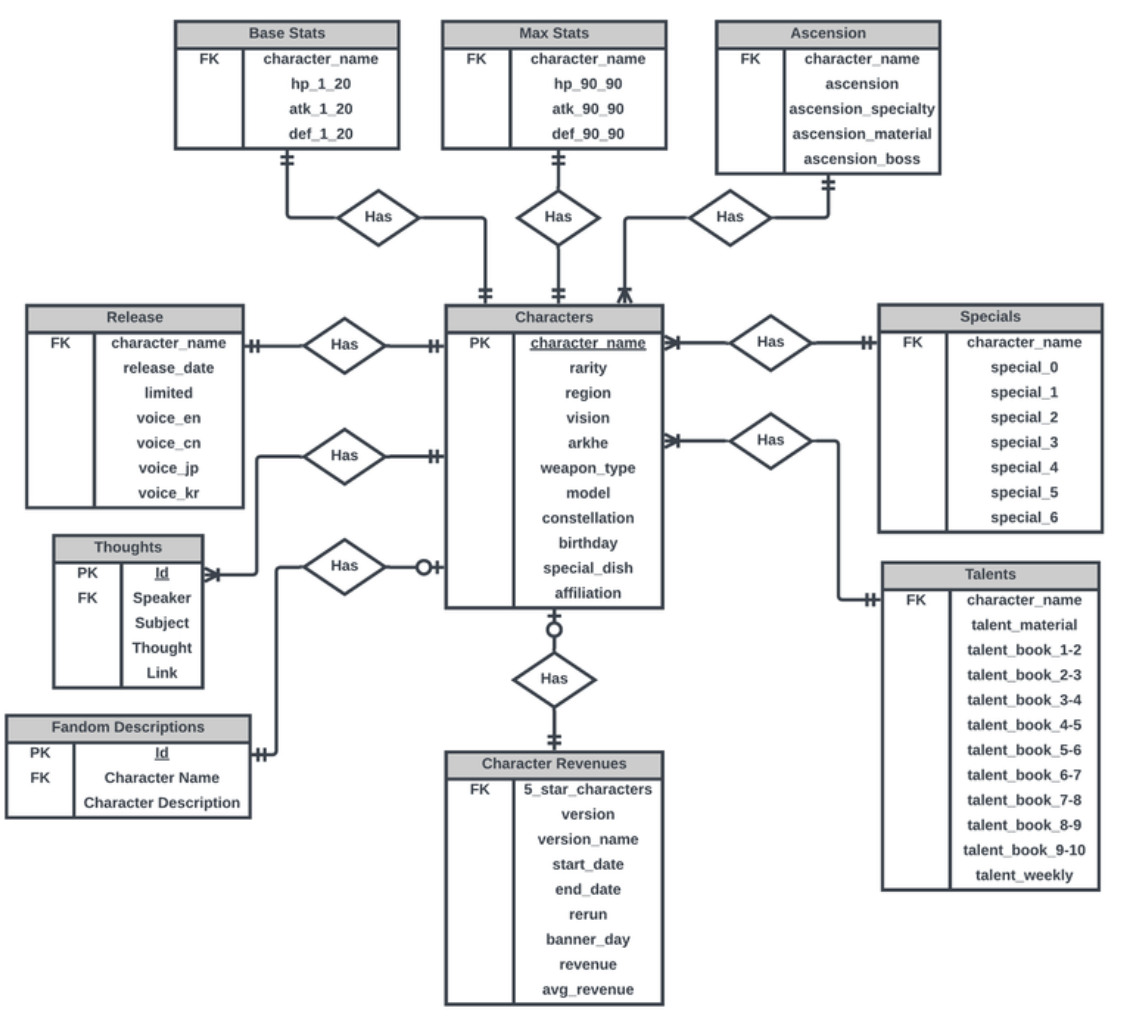 Base Stats
FK character_name
hp_1_20
atk_1_20
def_1_20
Max Stats
FK character_name
hp_90_90
atk_90_90
def_90_90
Ascension
FK character_name
ascension
ascension_specialty
ascension_material
ascension_boss
Has
Has
Has
Release
FK character_name
release_date
limited
voice_en
voice_cn
voice_jp
voice_kr
Has
Has
Has
Characters
PK character_name
rarity
region
vision
arkhe
weapon_type
model
constellation
birthday
special_dish
affiliation
Has
Has
Specials
FK character_name
special_0
special_1
special_2
special_3
special_4
special_5
special_6
Thoughts
PK Id
FK Speaker
Subject
Thought
Link
Talents
FK character_name
talent_material
talent_book_1-2
talent_book_2-3
talent_book_3-4
talent_book_4-5
talent_book_5-6
talent_book_6-7
talent_book_7-8
talent_book_8-9
talent_book_9-10
talent_weekly
Has
Fandom Descriptions
PK Id
FK Character Name
Character Description
Character Revenues
FK 5_star_characters
version
version_name
start_date
end_date
rerun
banner_day
revenue
avg_revenue